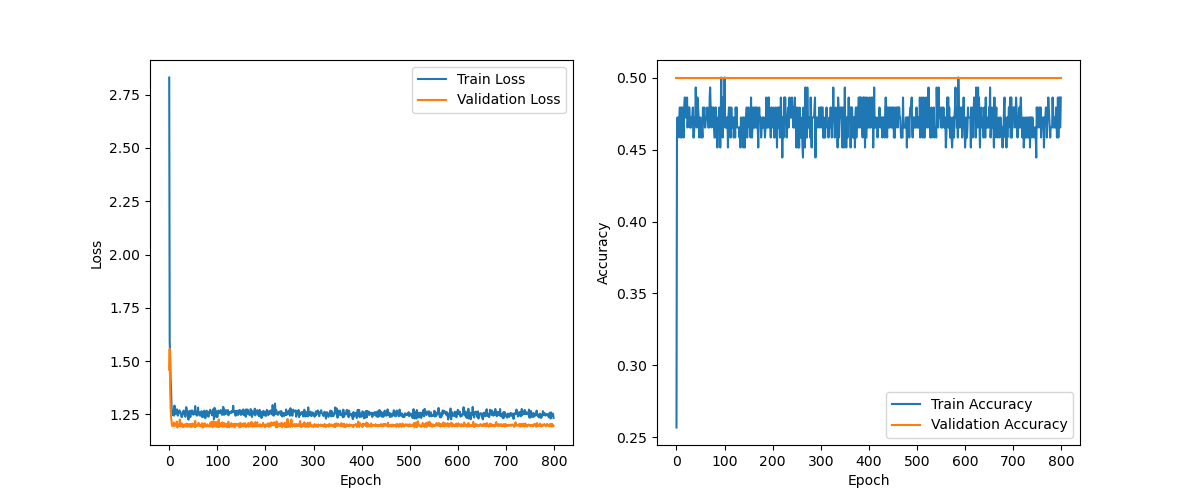 Train Loss
Validation Loss
2.75
2.50
2.25
2.00
1.75
1.50
1.25
Loss
0 100 200 300 400 500 600 700 800
Epoch
0.50
0.45
0.40
0.35
0.30
0.25
Accuracy
Train Accuracy
Validation Accuracy
0 100 200 300 400 500 600 700 800
Epoch